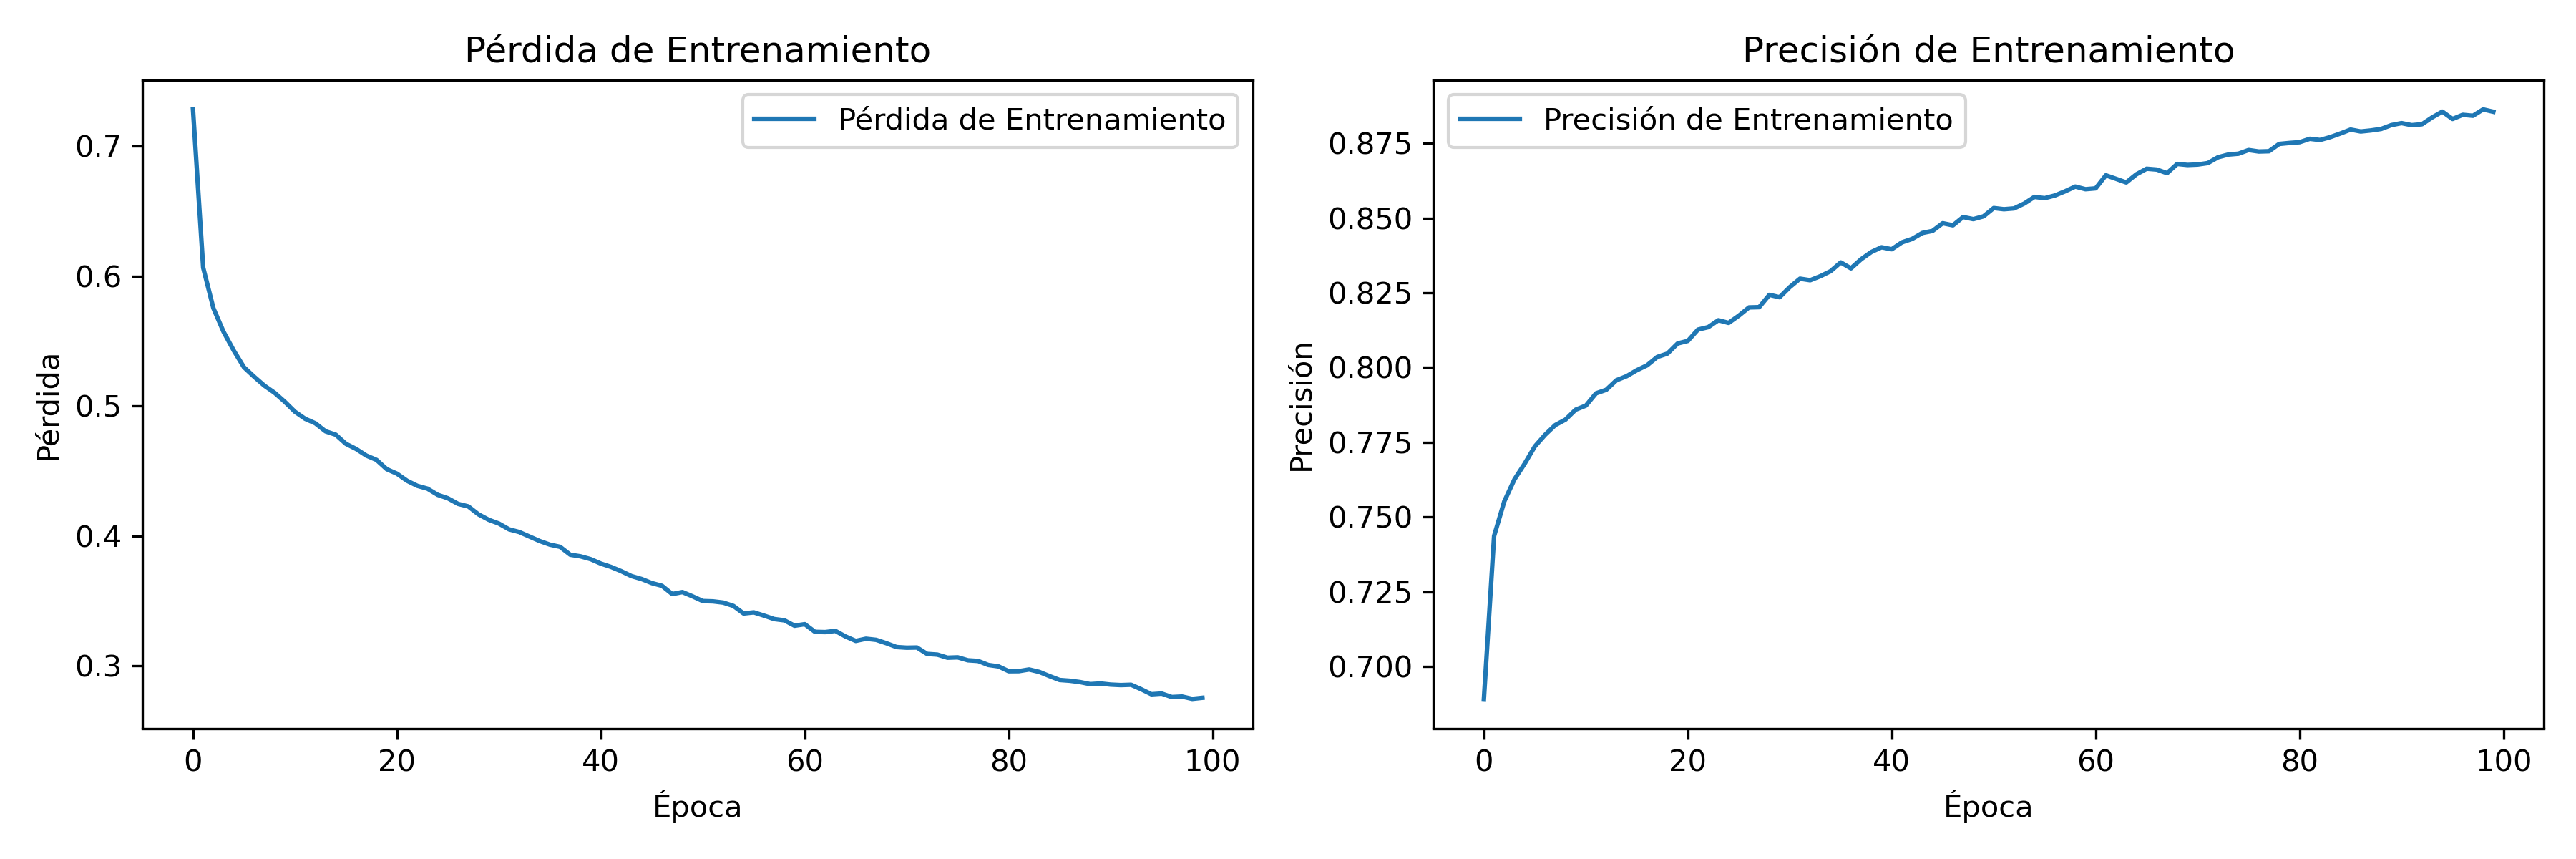 Pérdida de Entrenamiento
Pérdida de Entrenamiento
Pérdida
0.7
0.6
0.5
0.4
0.3
0 20 40 60 80 100
Época
Precisión de Entrenamiento
Precisión de Entrenamiento
Precisión
0.875
0.850
0.825
0.800
0.775
0.750
0.725
0.700
0 20 40 60 80 100
Época